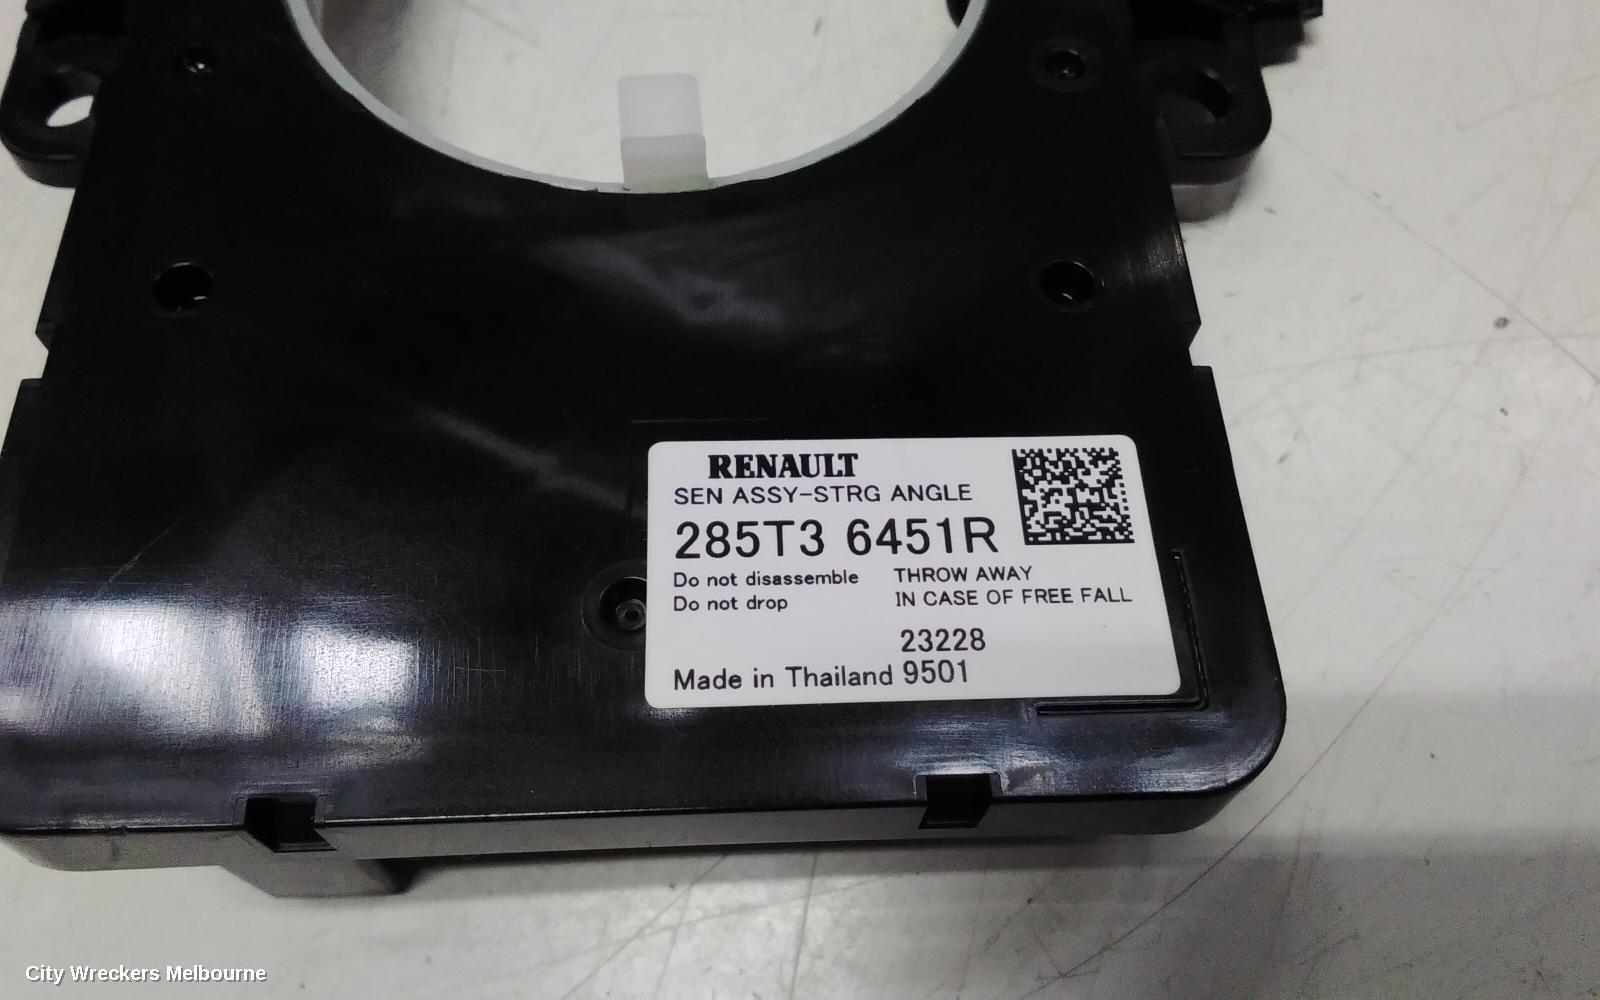 RENAULT
SEN ASSY-STRG ANGLE
285T3 6451R
Do not disassemble THROW AWAY
Do not drop IN CASE OF FREE FALL
23228
Made in Thailand 9501
City Wreckers Melbourne